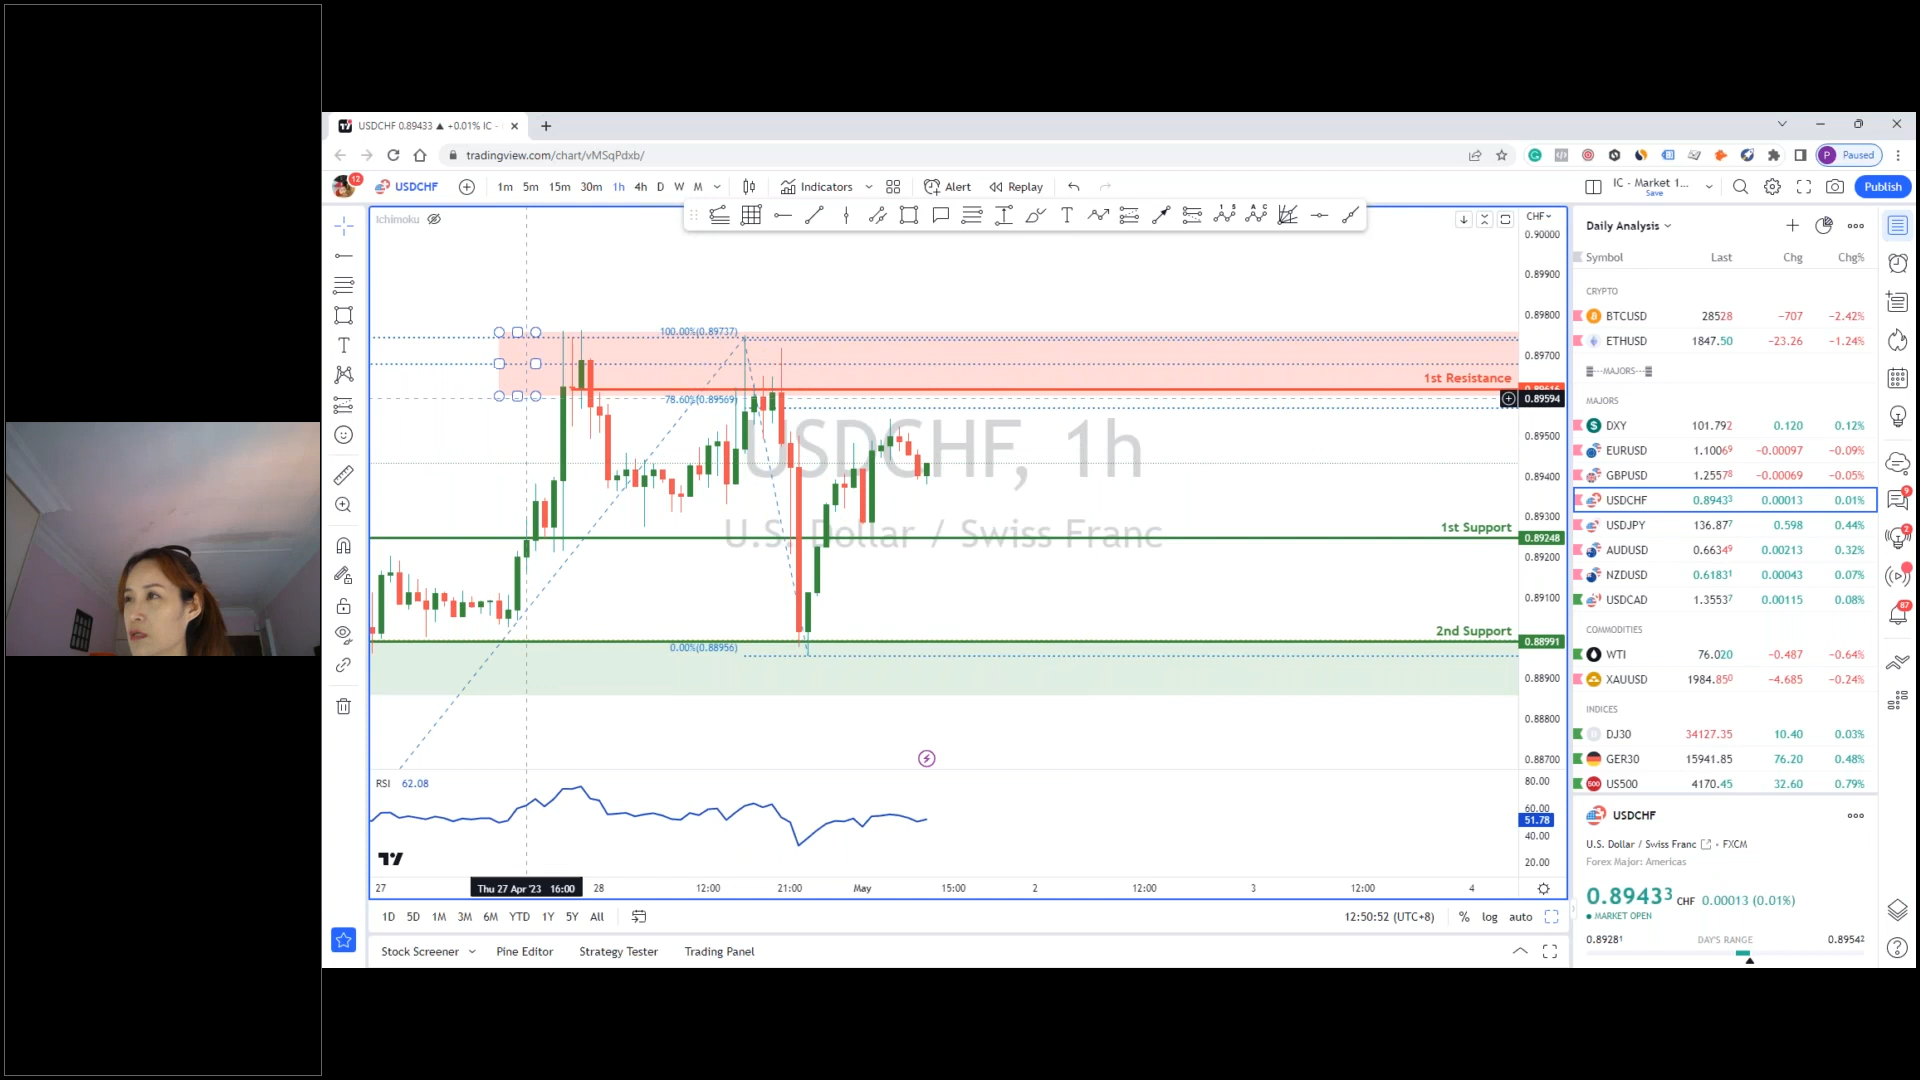 USDCHF 0.89433 ▲ +0.01% IC -
tradingview.com/chart/vMSqPdxb/
P Paused
12 USDCHF 1m 5m 15m 30m 1h 4h D W M Indicators Alert Replay
IC - Market 1...
Save
Publish
Ichimoku
CHF
Daily Analysis
Symbol Last Chg Chg%
CRYPTO
BTCUSD 28528 −707 −2.42%
ETHUSD 1847.50 −23.26 −1.24%
MAJORS
MAJORS
DXY 101.792 0.120 0.12%
EURUSD 1.10069 −0.00097 −0.09%
GBPUSD 1.25578 −0.00069 −0.05%
USDCHF 0.89433 0.00013 0.01%
USDJPY 136.877 0.598 0.44%
AUDUSD 0.66349 0.00213 0.32%
NZDUSD 0.61831 0.00043 0.07%
USDCAD 1.35537 0.00115 0.08%
COMMODITIES
WTI 76.020 −0.487 −0.64%
XAUUSD 1984.850 −4.685 −0.24%
INDICES
DJ30 34127.35 10.40 0.03%
GER30 15941.85 76.20 0.48%
US500 4170.45 32.60 0.79%
USDCHF
U.S. Dollar / Swiss Franc • FXCM
Forex Major: Americas
0.89433 CHF 0.00013 (0.01%)
MARKET OPEN
0.89281 DAY'S RANGE 0.89542
0.90000
0.89900
0.89800
0.89700
0.89594
0.89500
0.89400
0.89300
0.89248
0.89200
0.89100
0.88991
0.88900
0.88800
0.88700
100.00%(0.89737)
1st Resistance
78.60%(0.89569)
USDCHF, 1h
U.S. Dollar / Swiss Franc
1st Support
2nd Support
0.00%(0.88956)
RSI 62.08
80.00
60.00
51.78
40.00
20.00
27 Thu 27 Apr '23 16:00 28 12:00 21:00 May 15:00 2 12:00 3 12:00 4
1D 5D 1M 3M 6M YTD 1Y 5Y All
12:50:52 (UTC+8) % log auto
Stock Screener Pine Editor Strategy Tester Trading Panel
9
2
87